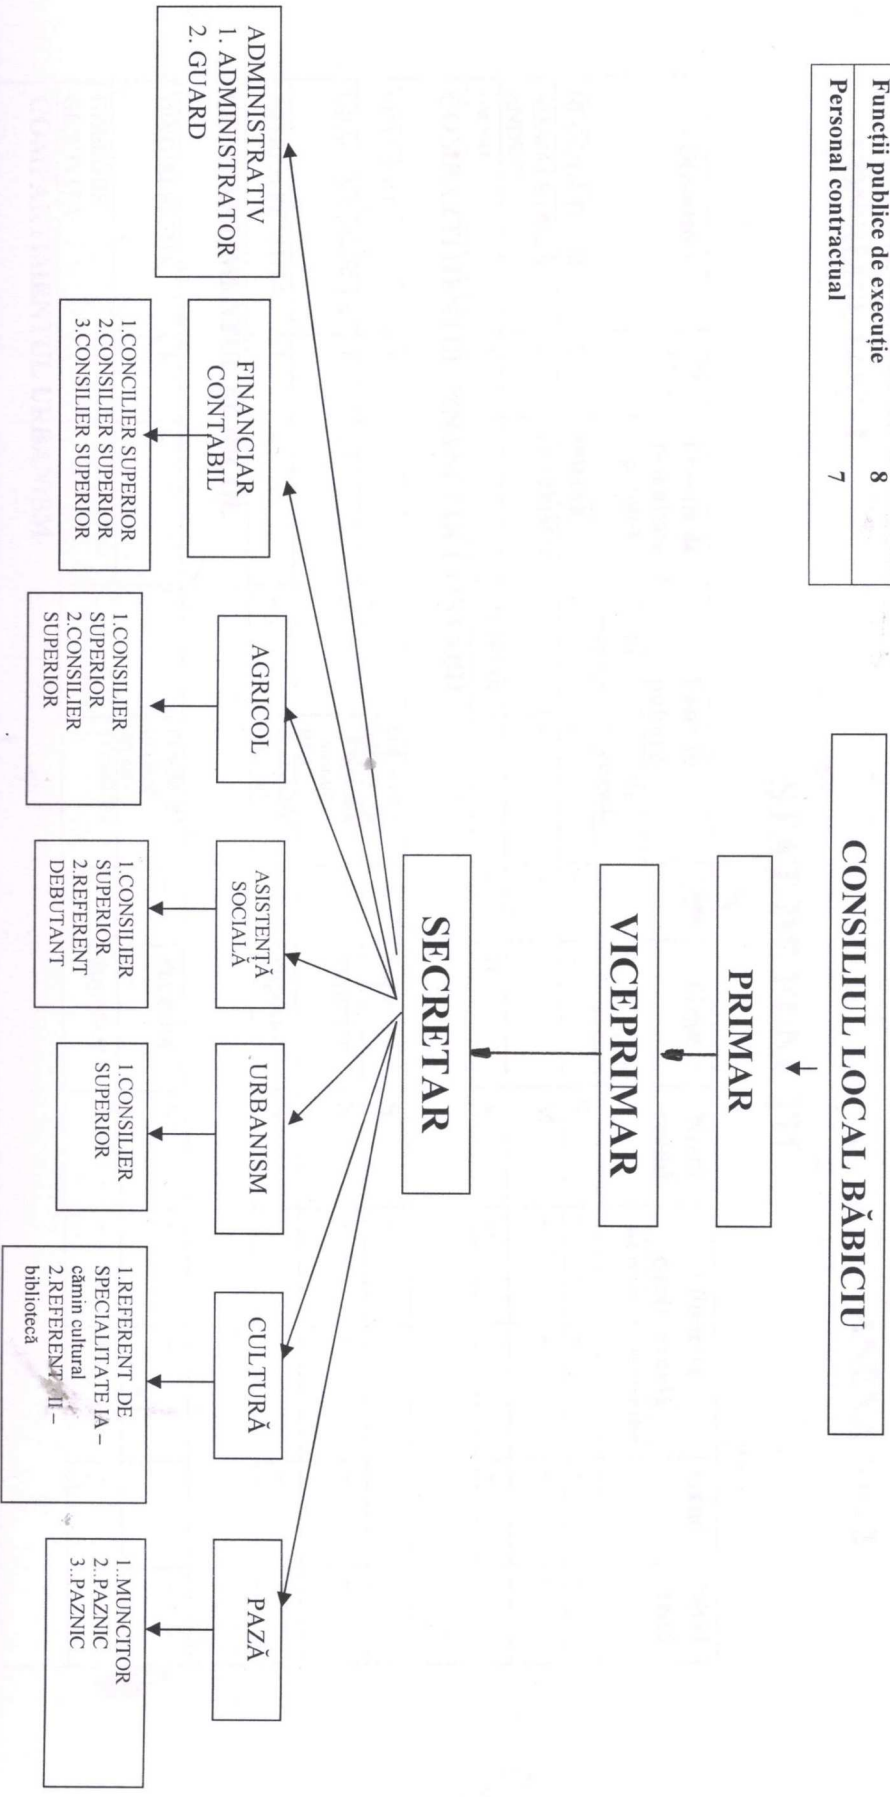 Funcții publice de execuție 8
Personal contractual 7
CONSILIUL LOCAL BĂBICIU
PRIMAR
VICEPRIMAR
SECRETAR
ADMINISTRATIV
1. ADMINISTRATOR
2. GUARD
FINANCIAR
CONTABIL
1.CONCILIER SUPERIOR
2.CONSILIER SUPERIOR
3.CONSILIER SUPERIOR
AGRICOL
1.CONSILIER
SUPERIOR
2.CONSILIER
SUPERIOR
ASISTENȚĂ
SOCIALĂ
1.CONSILIER
SUPERIOR
2.REFERENT
DEBUTANT
URBANISM
1.CONSILIER
SUPERIOR
CULTURĂ
1.REFERENT DE
SPECIALITATE IA –
cămin cultural
2.REFERENT II –
bibliotecă
PAZĂ
1..MUNCITOR
2..PAZNIC
3..PAZNIC